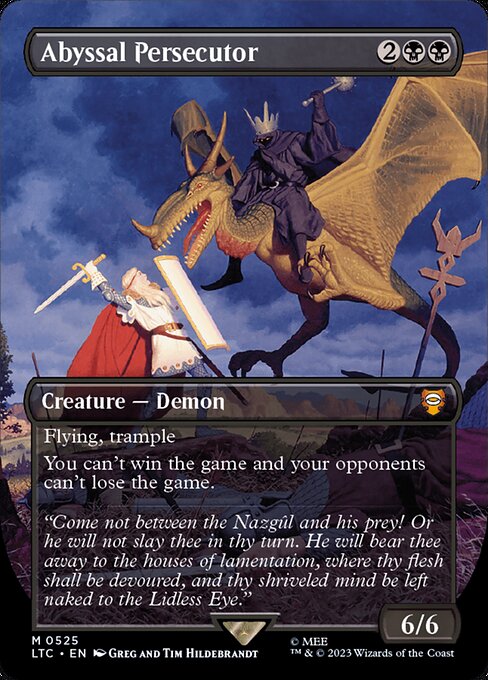 Abyssal Persecutor 2
Creature — Demon
Flying, trample
You can't win the game and your opponents
can't lose the game.
“Come not between the Nazgûl and his prey! Or
he will not slay thee in thy turn. He will bear thee
away to the houses of lamentation, where thy flesh
shall be devoured, and thy shriveled mind be left
naked to the Lidless Eye.”
6/6
M 0525
LTC • EN Greg and Tim Hildebrandt
© MEE
™ & © 2023 Wizards of the Coast